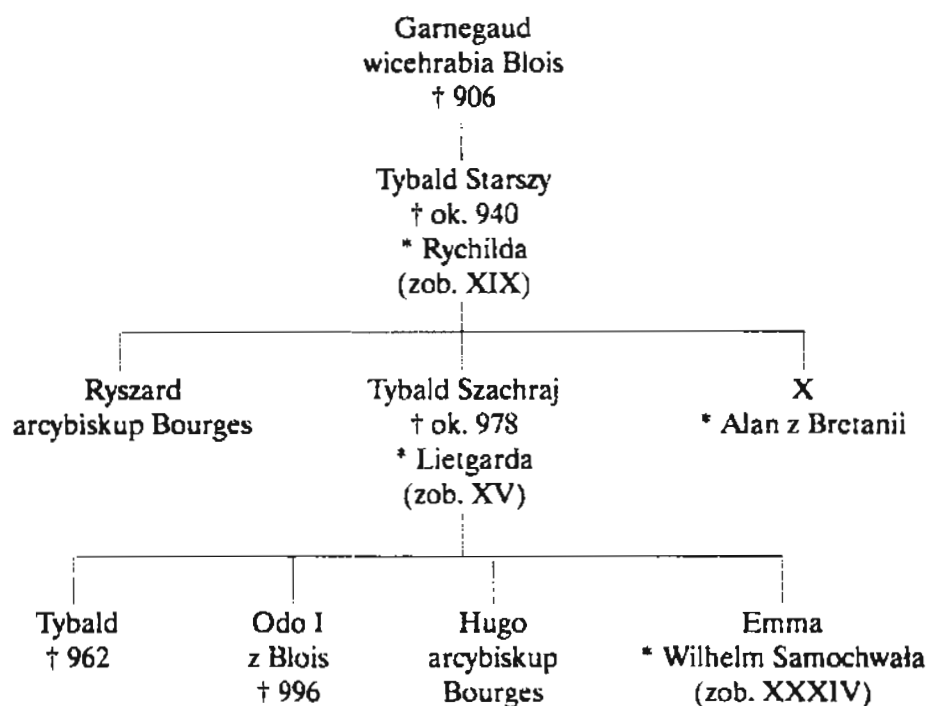 Garnegaud
wicehrabia Blois
† 906
Tybald Starszy
† ok. 940
* Rychilda
(zob. XIX)
Ryszard
arcybiskup Bourges
Tybald Szachraj
† ok. 978
* Lietgarda
(zob. XV)
X
* Alan z Bretanii
Tybald
† 962
Odo I
z Blois
† 996
Hugo
arcybiskup
Bourges
Emma
* Wilhelm Samochwała
(zob. XXXIV)